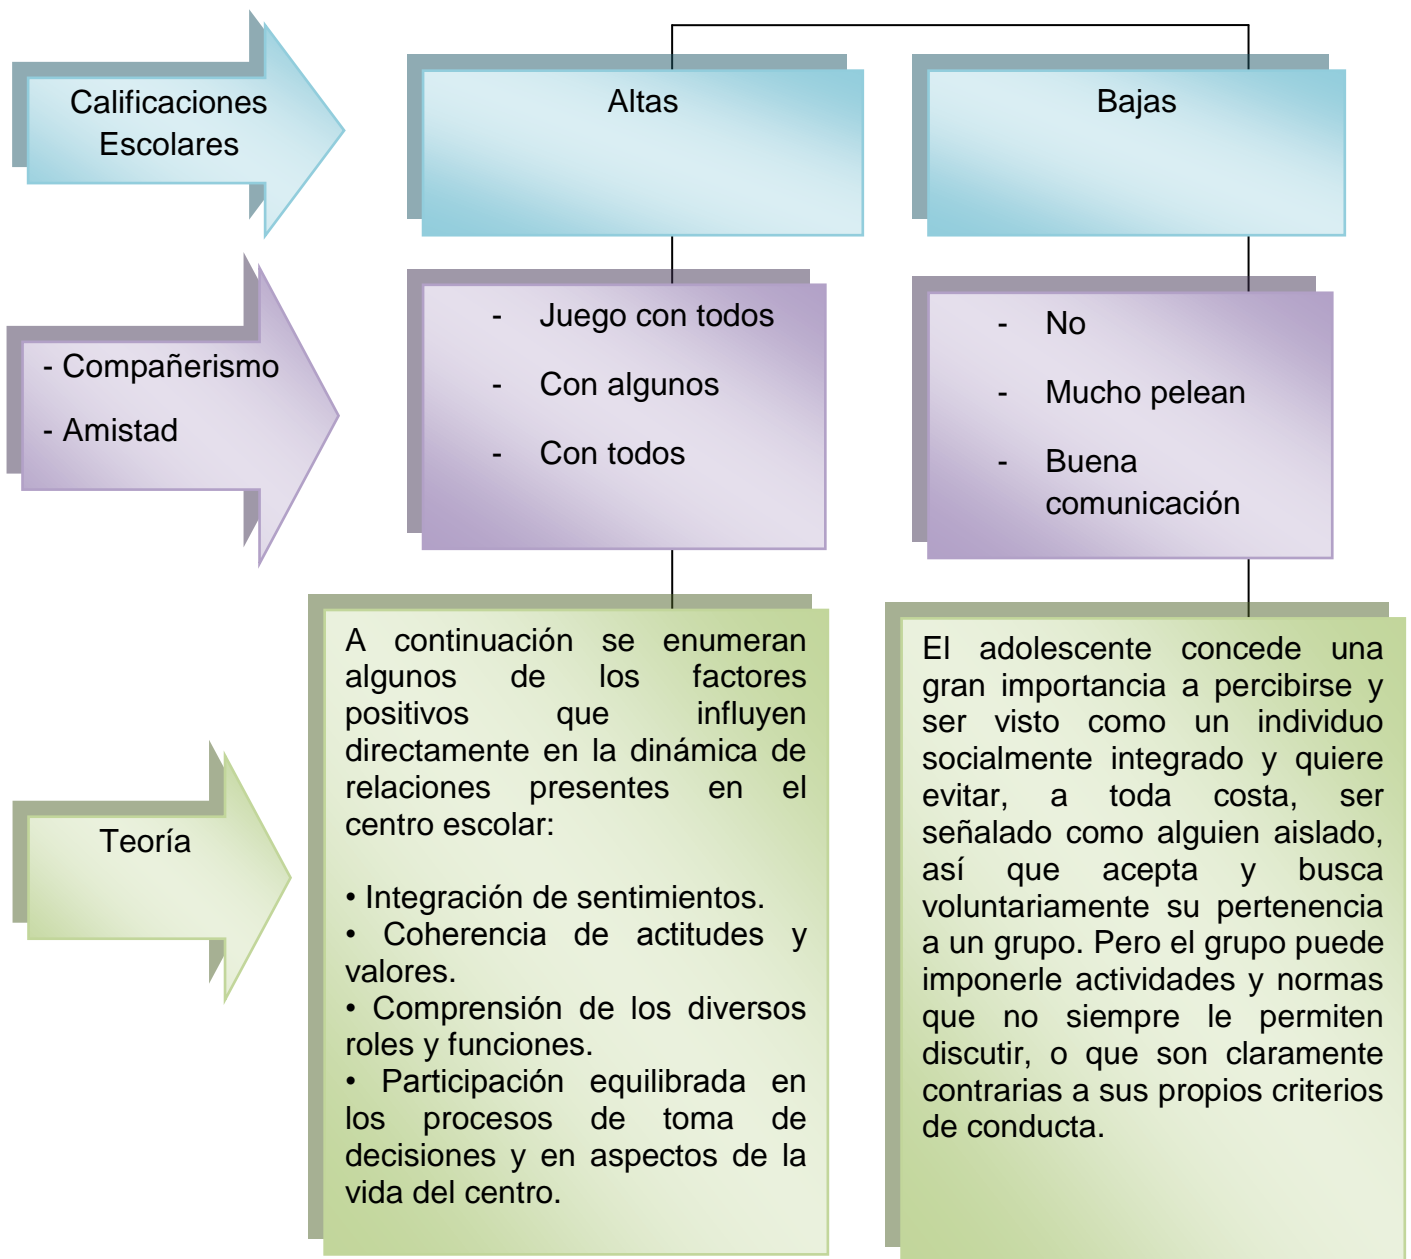 Calificaciones
Escolares
Altas
Bajas
- Compañerismo
- Amistad
- Juego con todos
- Con algunos
- Con todos
- No
- Mucho pelean
- Buena
comunicación
Teoría
A continuación se enumeran
algunos de los factores
positivos que influyen
directamente en la dinámica de
relaciones presentes en el
centro escolar:
• Integración de sentimientos.
• Coherencia de actitudes y
valores.
• Comprensión de los diversos
roles y funciones.
• Participación equilibrada en
los procesos de toma de
decisiones y en aspectos de la
vida del centro.
El adolescente concede una
gran importancia a percibirse y
ser visto como un individuo
socialmente integrado y quiere
evitar, a toda costa, ser
señalado como alguien aislado,
así que acepta y busca
voluntariamente su pertenencia
a un grupo. Pero el grupo puede
imponerle actividades y normas
que no siempre le permiten
discutir, o que son claramente
contrarias a sus propios criterios
de conducta.